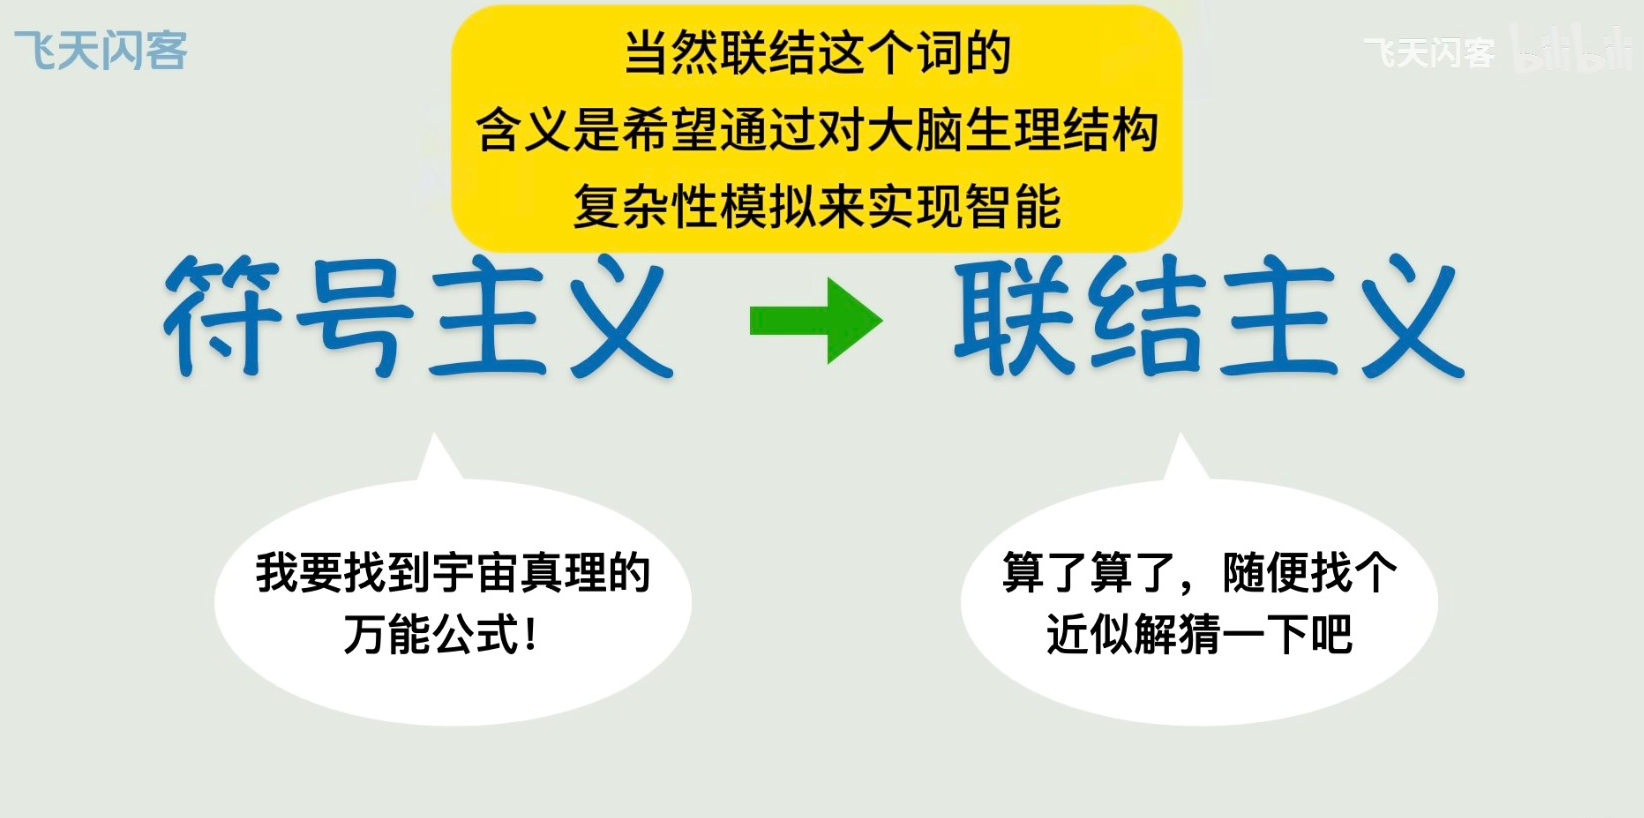 飞天闪客
飞天闪客 bilibili
当然联结这个词的
含义是希望通过对大脑生理结构
复杂性模拟来实现智能
符号主义
联结主义
我要找到宇宙真理的
万能公式！
算了算了，随便找个
近似解猜一下吧